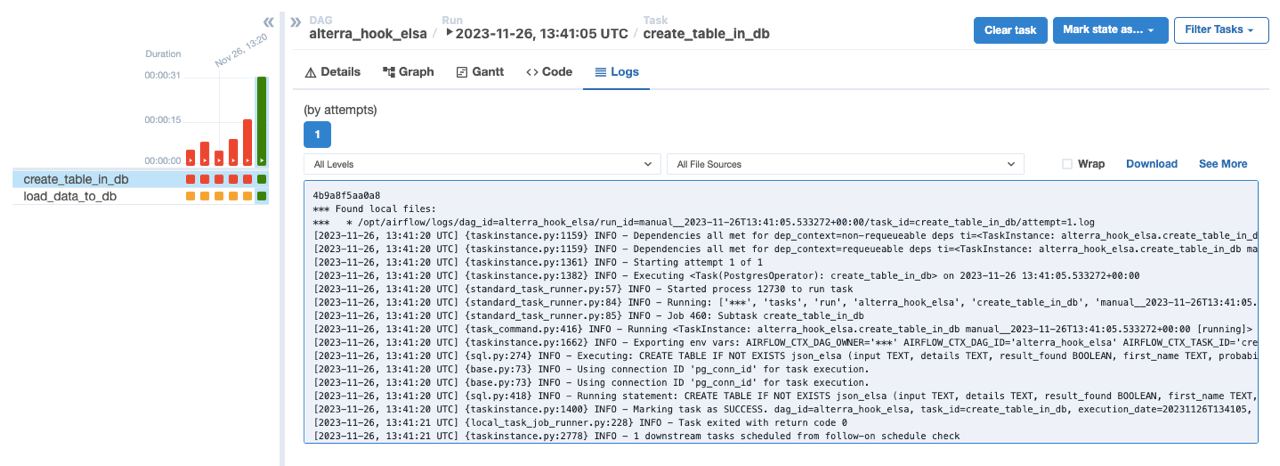 DAG
alterra_hook_elsa
/
Run
2023-11-26, 13:41:05 UTC
/
Task
create_table_in_db
Clear task
Mark state as...
Filter Tasks
Duration
Nov 26, 13:20
00:00:31
00:00:15
00:00:00
create_table_in_db
load_data_to_db
Details
Graph
Gantt
Code
Logs
(by attempts)
1
All Levels
All File Sources
Wrap
Download
See More
4b9a8f5aa0a8
*** Found local files:
***   * /opt/airflow/logs/dag_id=alterra_hook_elsa/run_id=manual__2023-11-26T13:41:05.533272+00:00/task_id=create_table_in_db/attempt=1.log
[2023-11-26, 13:41:20 UTC] {taskinstance.py:1159} INFO - Dependencies all met for dep_context=non-requeueable deps ti=<TaskInstance: alterra_hook_elsa.create_table_in_d
[2023-11-26, 13:41:20 UTC] {taskinstance.py:1159} INFO - Dependencies all met for dep_context=requeueable deps ti=<TaskInstance: alterra_hook_elsa.create_table_in_db ma
[2023-11-26, 13:41:20 UTC] {taskinstance.py:1361} INFO - Starting attempt 1 of 1
[2023-11-26, 13:41:20 UTC] {taskinstance.py:1382} INFO - Executing <Task(PostgresOperator): create_table_in_db> on 2023-11-26 13:41:05.533272+00:00
[2023-11-26, 13:41:20 UTC] {standard_task_runner.py:57} INFO - Started process 12730 to run task
[2023-11-26, 13:41:20 UTC] {standard_task_runner.py:84} INFO - Running: ['***', 'tasks', 'run', 'alterra_hook_elsa', 'create_table_in_db', 'manual__2023-11-26T13:41:05.
[2023-11-26, 13:41:20 UTC] {standard_task_runner.py:85} INFO - Job 460: Subtask create_table_in_db
[2023-11-26, 13:41:20 UTC] {task_command.py:416} INFO - Running <TaskInstance: alterra_hook_elsa.create_table_in_db manual__2023-11-26T13:41:05.533272+00:00 [running]>
[2023-11-26, 13:41:20 UTC] {taskinstance.py:1662} INFO - Exporting env vars: AIRFLOW_CTX_DAG_OWNER='***' AIRFLOW_CTX_DAG_ID='alterra_hook_elsa' AIRFLOW_CTX_TASK_ID='cre
[2023-11-26, 13:41:20 UTC] {sql.py:274} INFO - Executing: CREATE TABLE IF NOT EXISTS json_elsa (input TEXT, details TEXT, result_found BOOLEAN, first_name TEXT, probabi
[2023-11-26, 13:41:20 UTC] {base.py:73} INFO - Using connection ID 'pg_conn_id' for task execution.
[2023-11-26, 13:41:20 UTC] {base.py:73} INFO - Using connection ID 'pg_conn_id' for task execution.
[2023-11-26, 13:41:20 UTC] {sql.py:418} INFO - Running statement: CREATE TABLE IF NOT EXISTS json_elsa (input TEXT, details TEXT, result_found BOOLEAN, first_name TEXT,
[2023-11-26, 13:41:20 UTC] {taskinstance.py:1400} INFO - Marking task as SUCCESS. dag_id=alterra_hook_elsa, task_id=create_table_in_db, execution_date=20231126T134105,
[2023-11-26, 13:41:21 UTC] {local_task_job_runner.py:228} INFO - Task exited with return code 0
[2023-11-26, 13:41:21 UTC] {taskinstance.py:2778} INFO - 1 downstream tasks scheduled from follow-on schedule check